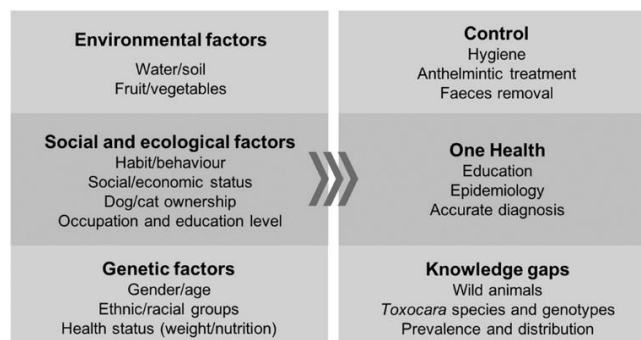 Environmental factors
Water/soil
Fruit/vegetables
Social and ecological factors
Habit/behaviour
Social/economic status
Dog/cat ownership
Occupation and education level
Genetic factors
Gender/age
Ethnic/racial groups
Health status (weight/nutrition)
Control
Hygiene
Anthelmintic treatment
Faeces removal
One Health
Education
Epidemiology
Accurate diagnosis
Knowledge gaps
Wild animals
Toxocara species and genotypes
Prevalence and distribution